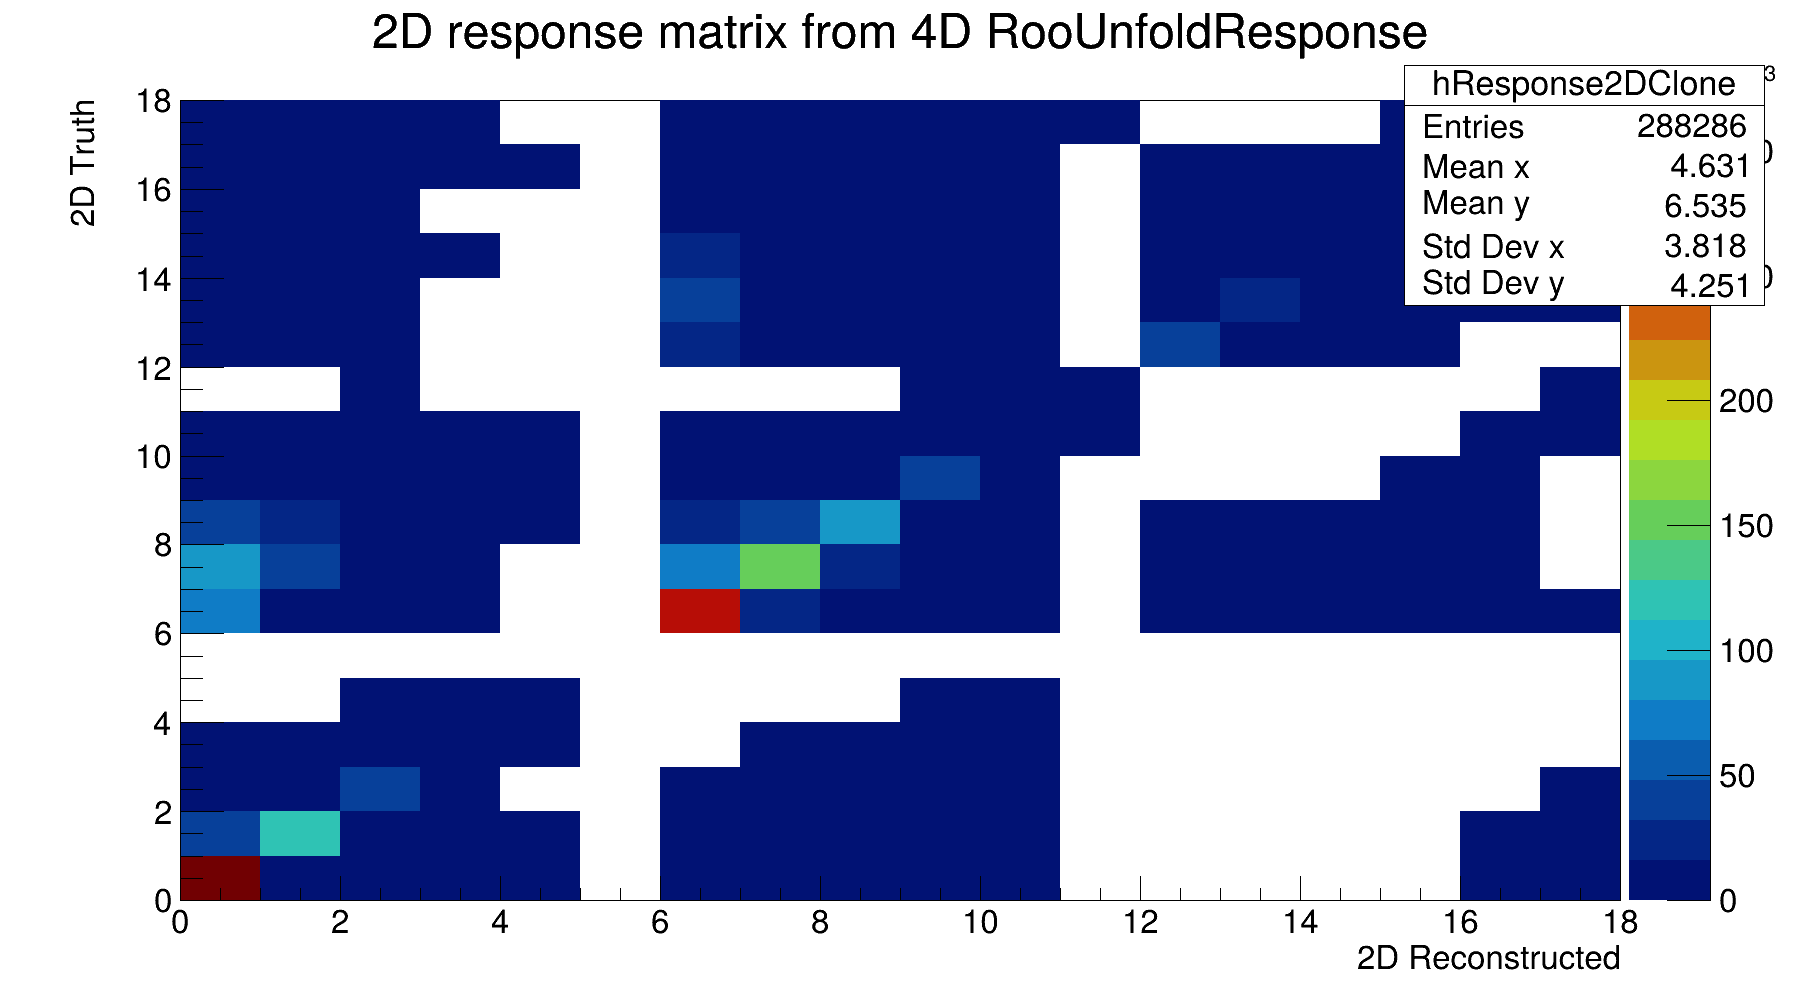 2D response matrix from 4D RooUnfoldResponse
3
hResponse2DClone
Entries 288286
Mean x 4.631
Mean y 6.535
Std Dev x 3.818
Std Dev y 4.251
2D Truth
18
16
14
12
10
8
6
4
2
0
0 2 4 6 8 10 12 14 16 18
2D Reconstructed
200
150
100
50
0